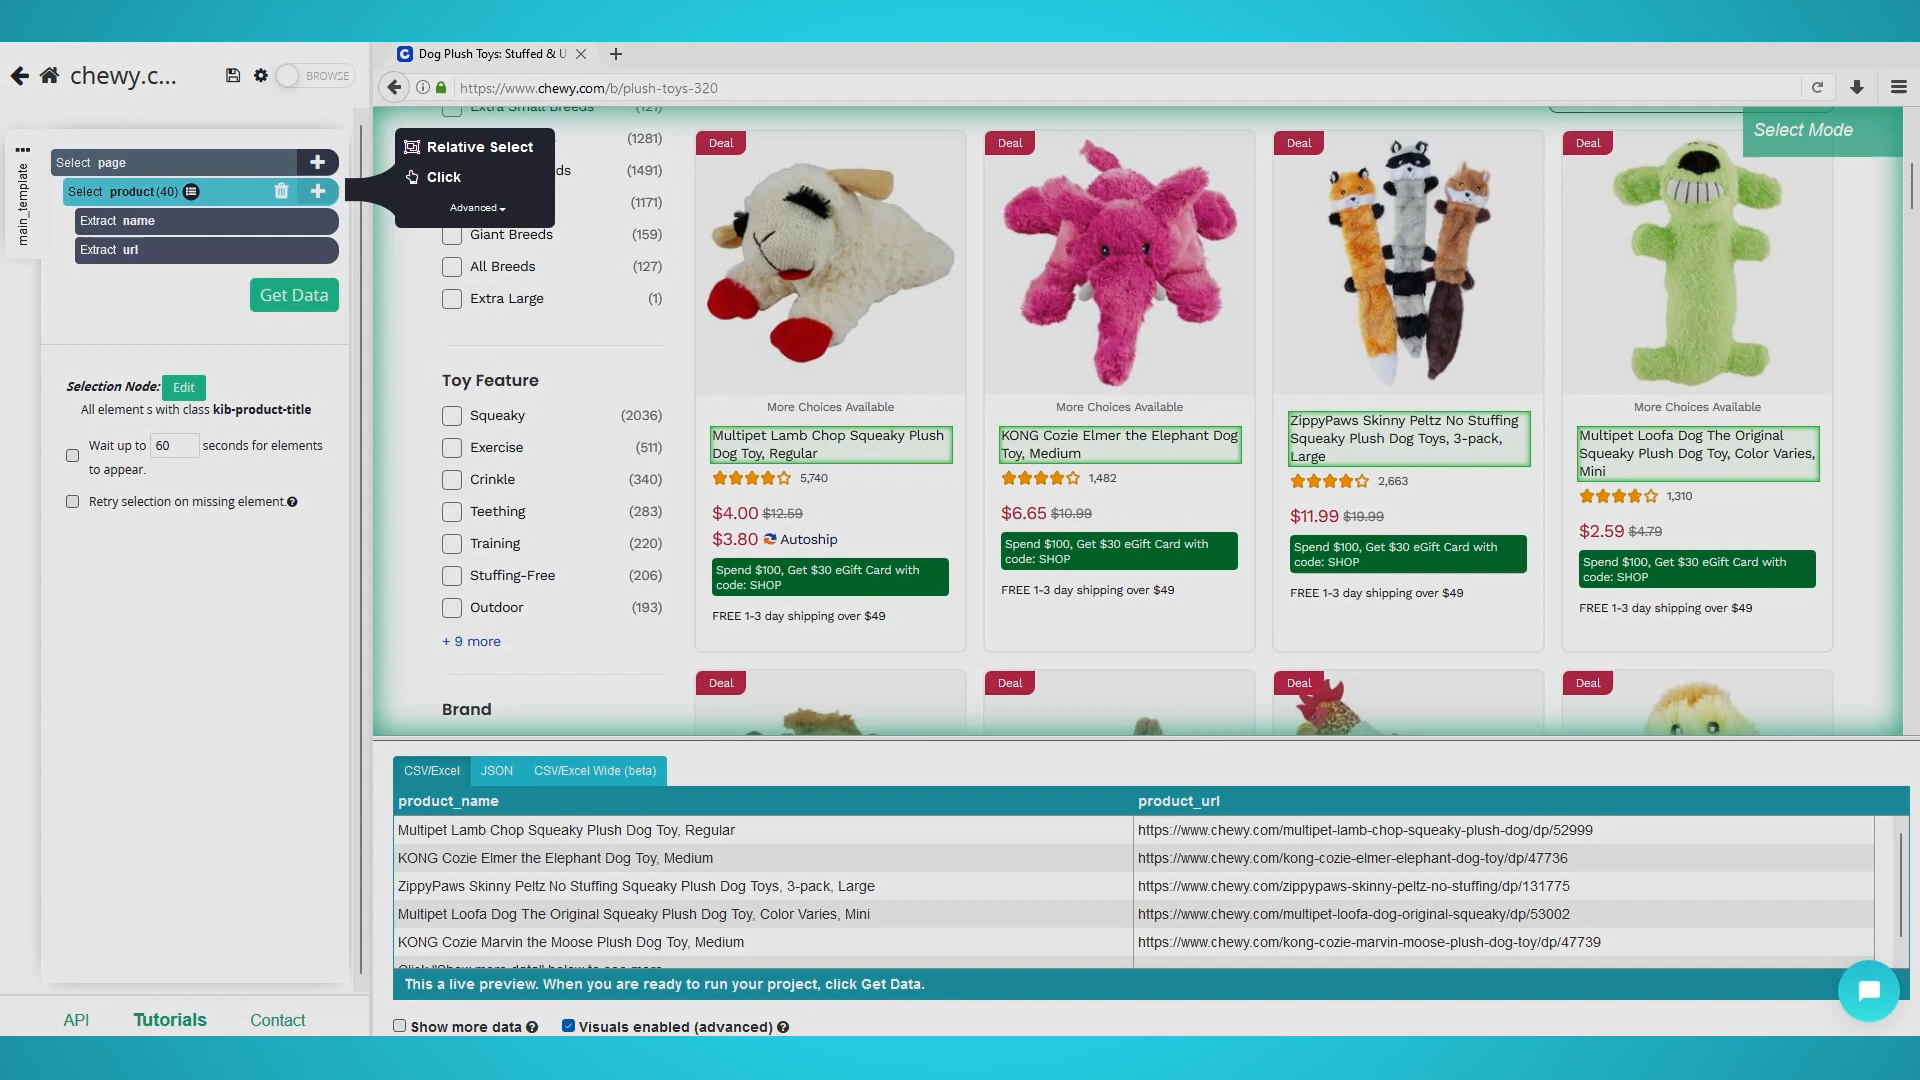 chewy.c...
BROWSE
Dog Plush Toys: Stuffed & U
https://www.chewy.com/b/plush-toys-320
main_template
Select page
Select product (40)
Extract name
Extract url
Get Data
Relative Select
Click
Advanced
Selection Node: Edit
All element s with class kib-product-title
Wait up to 60 seconds for elements
to appear.
Retry selection on missing element.
API
Tutorials
Contact
Select Mode
Extra Small Breeds (121)
(1281)
ds (1491)
(1171)
Giant Breeds (159)
All Breeds (127)
Extra Large (1)
Toy Feature
Squeaky (2036)
Exercise (511)
Crinkle (340)
Teething (283)
Training (220)
Stuffing-Free (206)
Outdoor (193)
+ 9 more
Brand
Deal
More Choices Available
Multipet Lamb Chop Squeaky Plush
Dog Toy, Regular
5,740
$4.00 $12.59
$3.80 Autoship
Spend $100, Get $30 eGift Card with
code: SHOP
FREE 1-3 day shipping over $49
Deal
More Choices Available
KONG Cozie Elmer the Elephant Dog
Toy, Medium
1,482
$6.65 $10.99
Spend $100, Get $30 eGift Card with
code: SHOP
FREE 1-3 day shipping over $49
Deal
ZippyPaws Skinny Peltz No Stuffing
Squeaky Plush Dog Toys, 3-pack,
Large
2,663
$11.99 $19.99
Spend $100, Get $30 eGift Card with
code: SHOP
FREE 1-3 day shipping over $49
Deal
More Choices Available
Multipet Loofa Dog The Original
Squeaky Plush Dog Toy, Color Varies,
Mini
1,310
$2.59 $4.79
Spend $100, Get $30 eGift Card with
code: SHOP
FREE 1-3 day shipping over $49
Deal
Deal
Deal
Deal
CSV/Excel JSON CSV/Excel Wide (beta)
product_name product_url
Multipet Lamb Chop Squeaky Plush Dog Toy, Regular https://www.chewy.com/multipet-lamb-chop-squeaky-plush-dog/dp/52999
KONG Cozie Elmer the Elephant Dog Toy, Medium https://www.chewy.com/kong-cozie-elmer-elephant-dog-toy/dp/47736
ZippyPaws Skinny Peltz No Stuffing Squeaky Plush Dog Toys, 3-pack, Large https://www.chewy.com/zippypaws-skinny-peltz-no-stuffing/dp/131775
Multipet Loofa Dog The Original Squeaky Plush Dog Toy, Color Varies, Mini https://www.chewy.com/multipet-loofa-dog-original-squeaky/dp/53002
KONG Cozie Marvin the Moose Plush Dog Toy, Medium https://www.chewy.com/kong-cozie-marvin-moose-plush-dog-toy/dp/47739
Click "Show more data" below to see more
This a live preview. When you are ready to run your project, click Get Data.
Show more data
Visuals enabled (advanced)